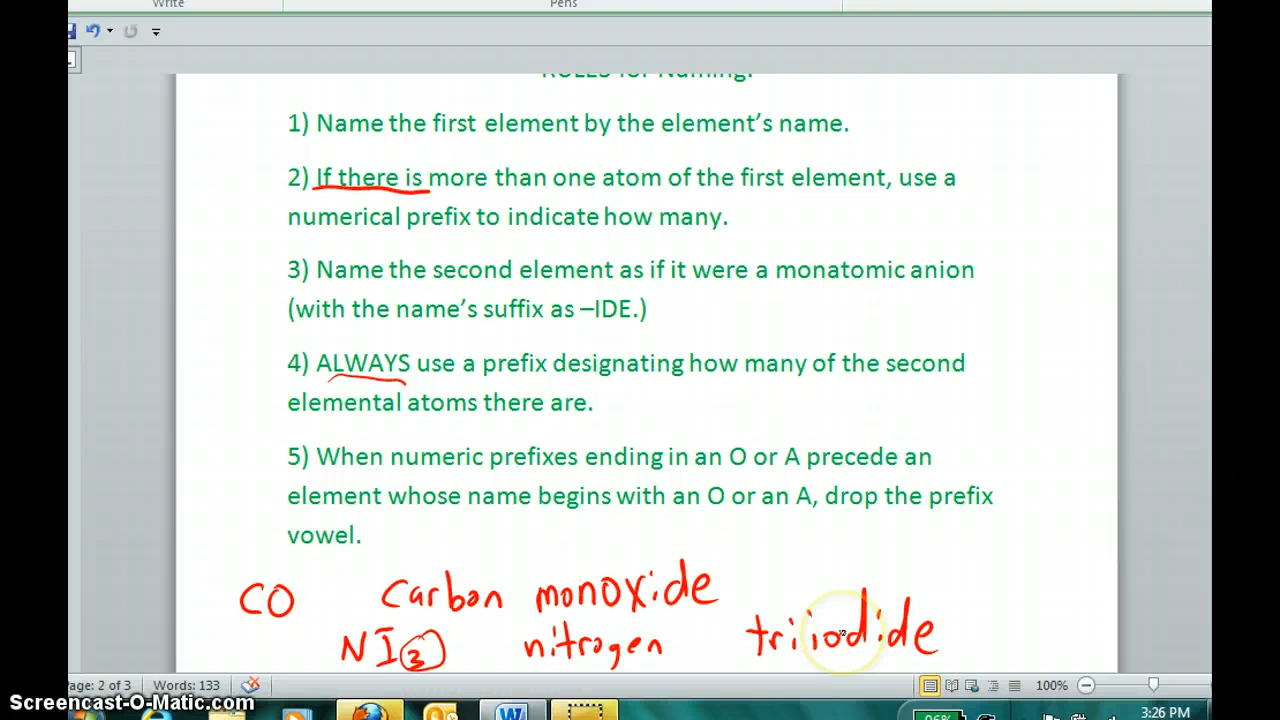 Write
Pens
RULES for Naming:
1) Name the first element by the element's name.
2) If there is more than one atom of the first element, use a
numerical prefix to indicate how many.
3) Name the second element as if it were a monatomic anion
(with the name's suffix as –IDE.)
4) ALWAYS use a prefix designating how many of the second
elemental atoms there are.
5) When numeric prefixes ending in an O or A precede an
element whose name begins with an O or an A, drop the prefix
vowel.
CO carbon monoxide
NI3 nitrogen triiodide
Page: 2 of 3 Words: 133 100%
Screencast-O-Matic.com
96% 3:26 PM